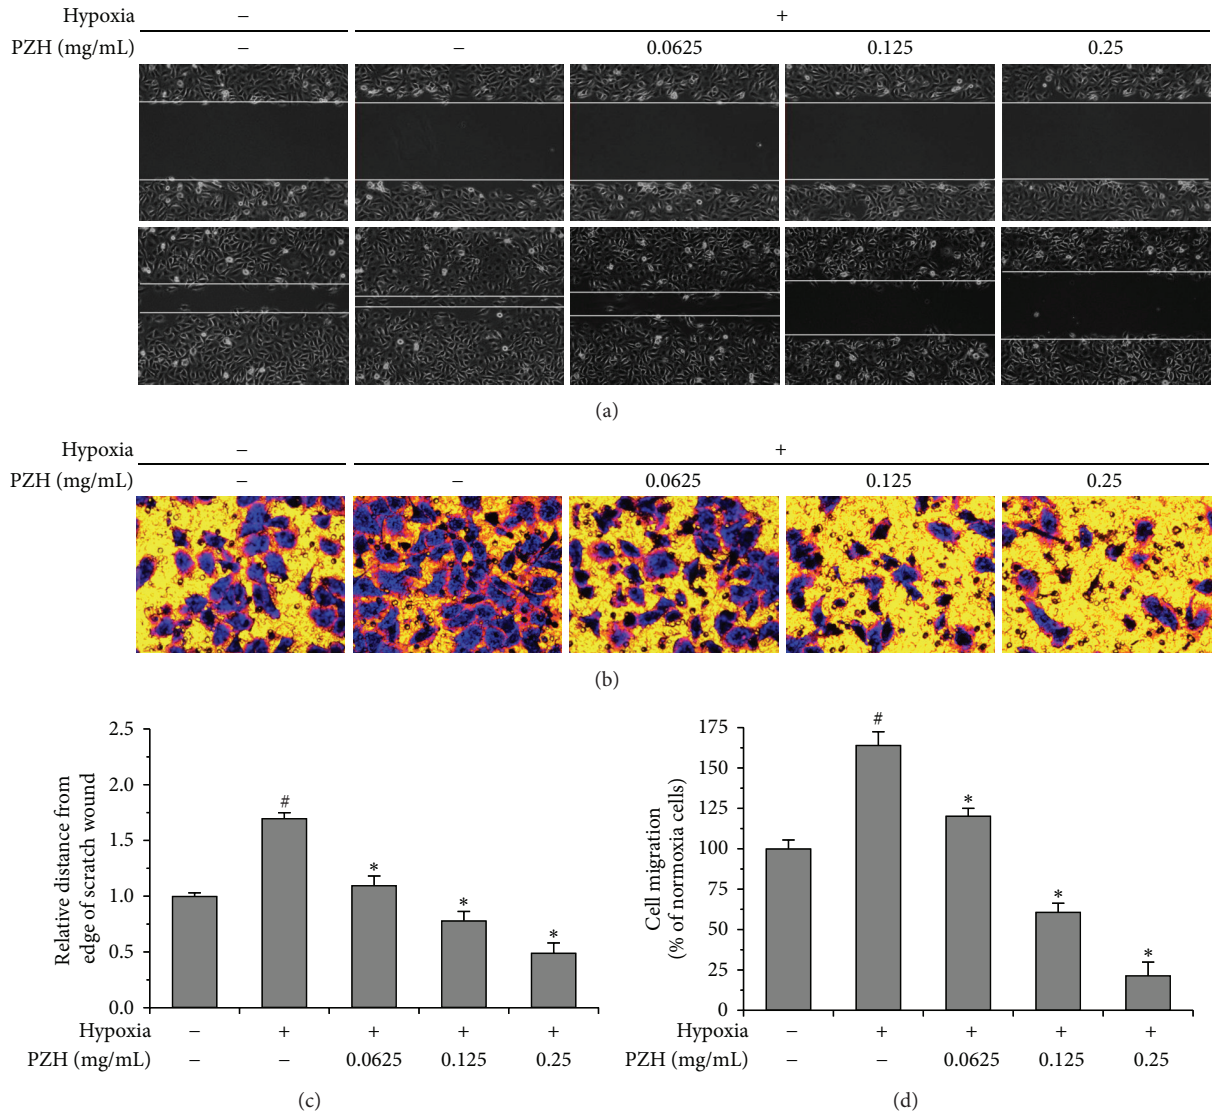 Hypoxia − +
PZH (mg/mL) − − 0.0625 0.125 0.25
(a)
Hypoxia − +
PZH (mg/mL) − − 0.0625 0.125 0.25
(b)
Relative distance from
edge of scratch wound
2.5
2.0
1.5
1.0
0.5
0.0
#
*
*
*
Hypoxia − + + + +
PZH (mg/mL) − − 0.0625 0.125 0.25
(c)
Cell migration
(% of normoxia cells)
175
150
125
100
75
50
25
0
#
*
*
*
Hypoxia − + + + +
PZH (mg/mL) − − 0.0625 0.125 0.25
(d)